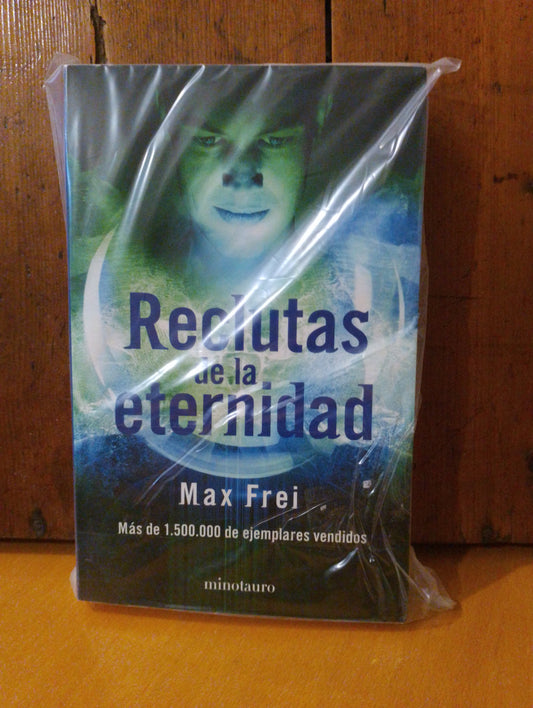 Reclutas
de la
eternidad
Max Frei
Más de 1.500.000 de ejemplares vendidos
minotauro